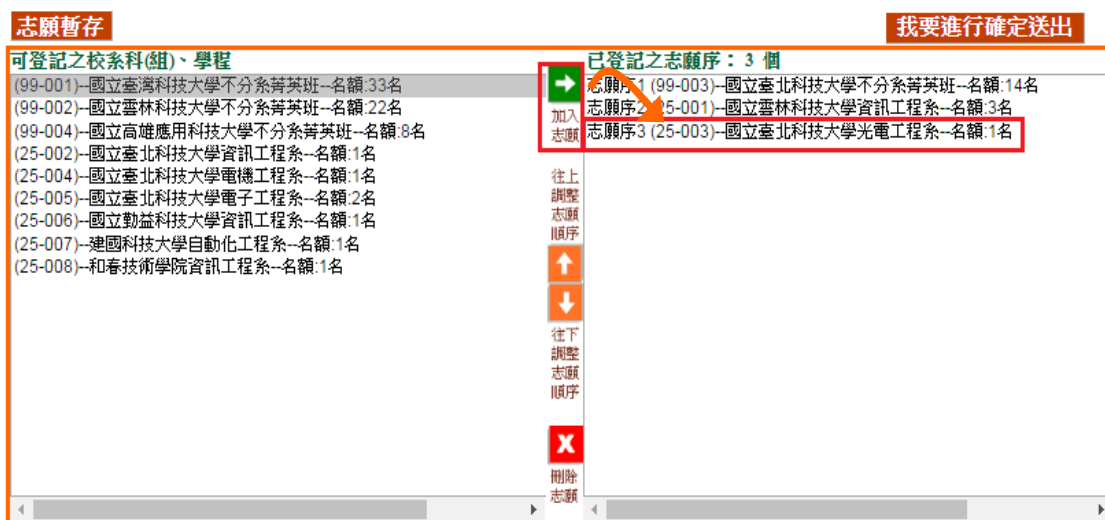 志願暫存
我要進行確定送出
可登記之校系科(組)、學程
(99-001)--國立臺灣科技大學不分系菁英班--名額:33名
(99-002)--國立雲林科技大學不分系菁英班--名額:22名
(99-004)--國立高雄應用科技大學不分系菁英班--名額:8名
(25-002)--國立臺北科技大學資訊工程系--名額:1名
(25-004)--國立臺北科技大學電機工程系--名額:1名
(25-005)--國立臺北科技大學電子工程系--名額:2名
(25-006)--國立勤益科技大學資訊工程系--名額:1名
(25-007)--建國科技大學自動化工程系--名額:1名
(25-008)--和春技術學院資訊工程系--名額:1名
加入
志願
往上
調整
志願
順序
往下
調整
志願
順序
X
刪除
志願
已登記之志願序：3 個
志願序1 (99-003)--國立臺北科技大學不分系菁英班--名額:14名
志願序2 (25-001)--國立雲林科技大學資訊工程系--名額:3名
志願序3 (25-003)--國立臺北科技大學光電工程系--名額:1名